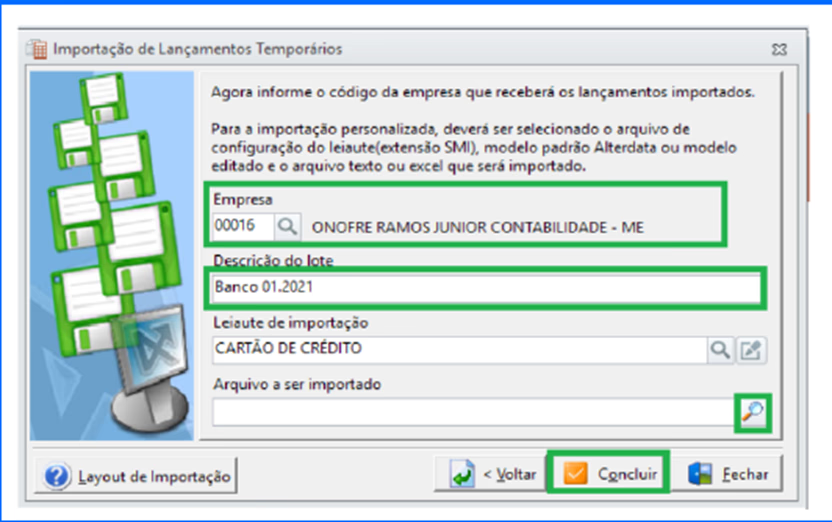 Importação de Lançamentos Temporários
Agora informe o código da empresa que receberá os lançamentos importados.
Para a importação personalizada, deverá ser selecionado o arquivo de
configuração do leiaute(extensão SMI), modelo padrão Alterdata ou modelo
editado e o arquivo texto ou excel que será importado.
Empresa
00016 ONOFRE RAMOS JUNIOR CONTABILIDADE - ME
Descrição do lote
Banco 01.2021
Leiaute de importação
CARTÃO DE CRÉDITO
Arquivo a ser importado
Layout de Importação < Voltar Concluir Fechar